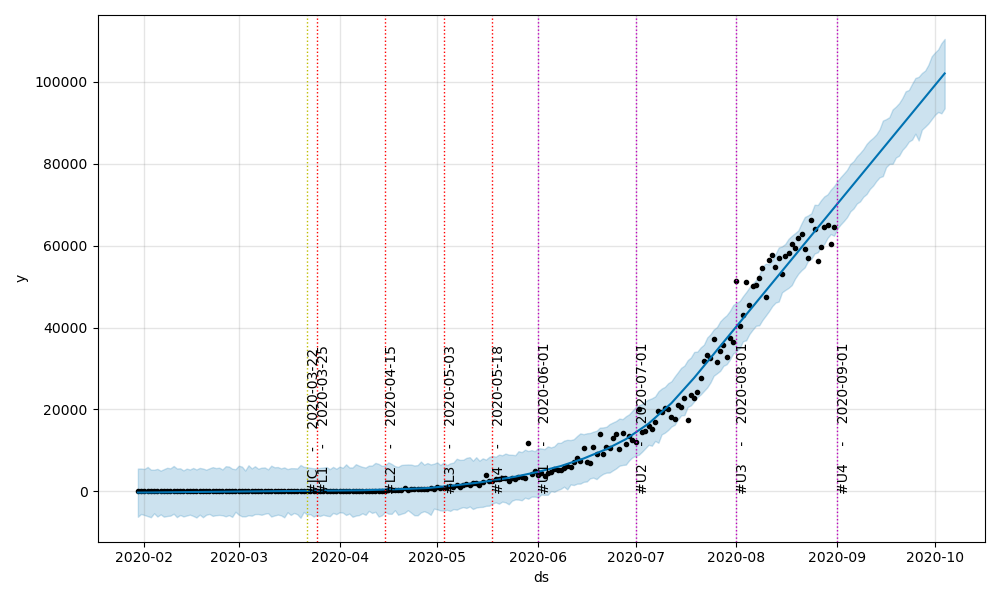 100000
80000
60000
40000
20000
0
y
#JC - 2020-03-22
#L1 - 2020-03-25
#L2 - 2020-04-15
#L3 - 2020-05-03
#L4 - 2020-05-18
#U1 - 2020-06-01
#U2 - 2020-07-01
#U3 - 2020-08-01
#U4 - 2020-09-01
2020-02 2020-03 2020-04 2020-05 2020-06 2020-07 2020-08 2020-09 2020-10
ds